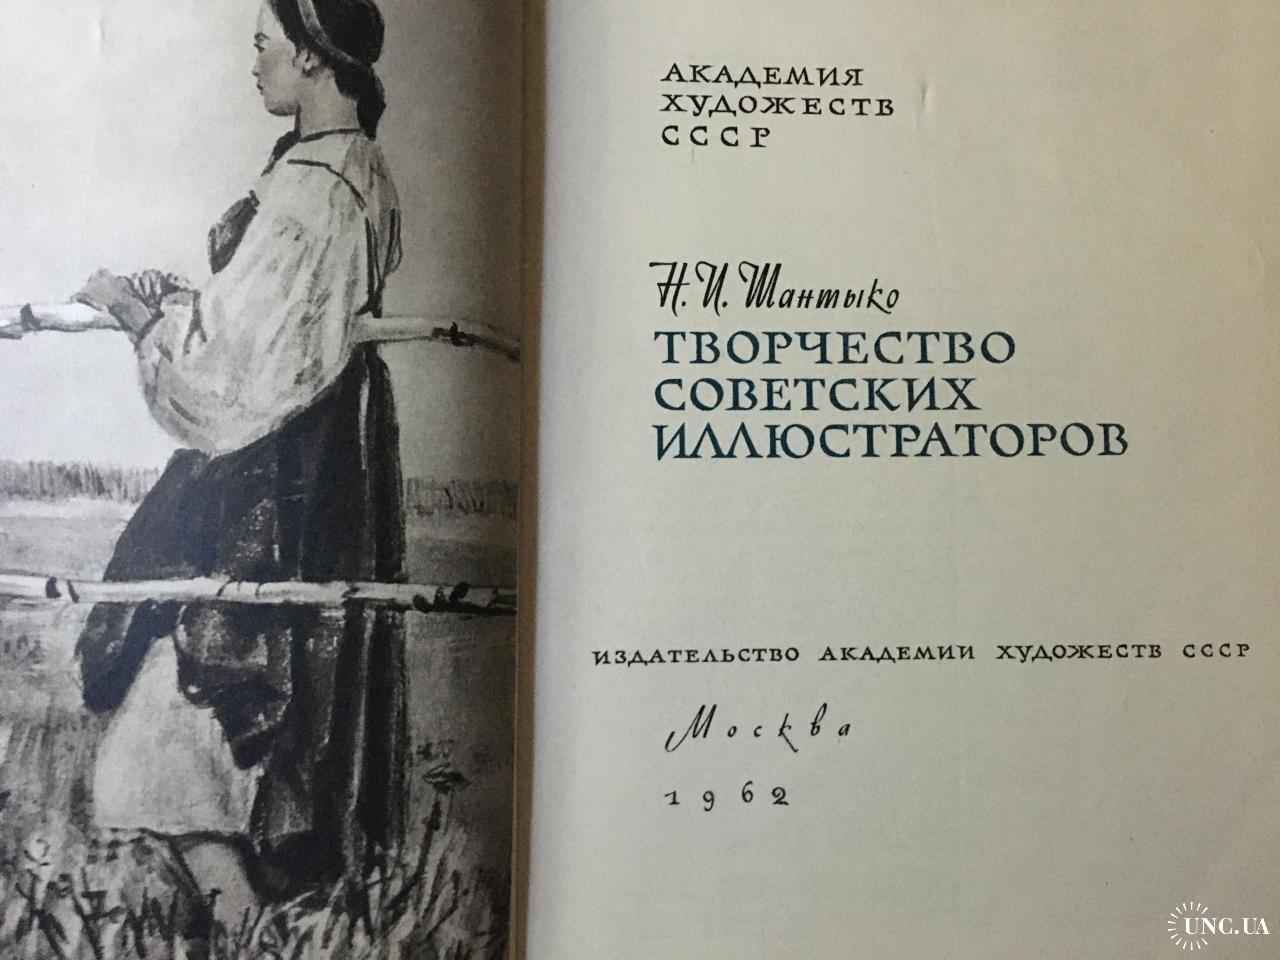 АКАДЕМИЯ
ХУДОЖЕСТВ
СССР
Н. И. Шантыко
ТВОРЧЕСТВО
СОВЕТСКИХ
ИЛЛЮСТРАТОРОВ
ИЗДАТЕЛЬСТВО АКАДЕМИИ ХУДОЖЕСТВ СССР
Москва
1962
UNC.UA